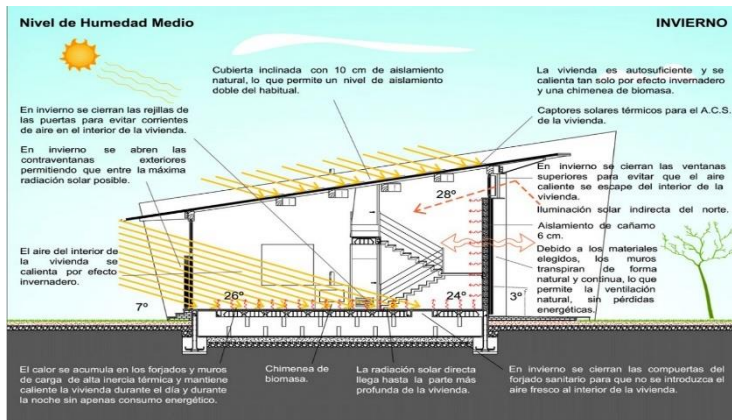 Nivel de Humedad Medio
INVIERNO
Cubierta inclinada con 10 cm de aislamiento
natural, lo que permite un nivel de aislamiento
doble del habitual.
La vivienda es autosuficiente y se
calienta tan solo por efecto invernadero
y una chimenea de biomasa.
En invierno se cierran las rejillas de
las puertas para evitar corrientes
de aire en el interior de la vivienda.
Captores solares térmicos para el A.C.S.
de la vivienda.
En invierno se abren las
contraventanas exteriores
permitiendo que entre la máxima
radiación solar posible.
En invierno se cierran las ventanas
superiores para evitar que el aire
caliente se escape del interior de la
vivienda.
28º
Iluminación solar indirecta del norte.
Aislamiento de cañamo
6 cm.
Debido a los materiales
elegidos, los muros
transpiran de forma
natural y continua, lo que
permite la ventilación
natural, sin pérdidas
energéticas.
El aire del interior de
la vivienda se
calienta por efecto
invernadero.
7º
26º
24º
3º
El calor se acumula en los forjados y muros
de carga de alta inercia térmica y mantiene
caliente la vivienda durante el día y durante
la noche sin apenas consumo energético.
Chimenea de
biomasa.
La radiación solar directa
llega hasta la parte más
profunda de la vivienda.
En invierno se cierran las compuertas del
forjado sanitario para que no se introduzca el
aire fresco al interior de la vivienda.